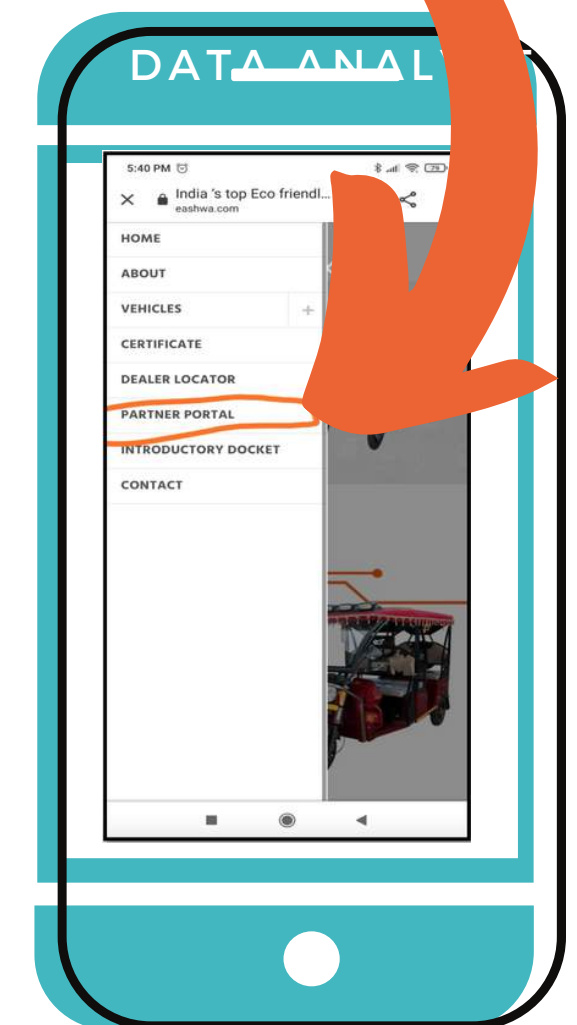 DATA ANAL
5:40 PM
79
India 's top Eco friendl...
eashwa.com
HOME
ABOUT
VEHICLES +
CERTIFICATE
DEALER LOCATOR
PARTNER PORTAL
INTRODUCTORY DOCKET
CONTACT